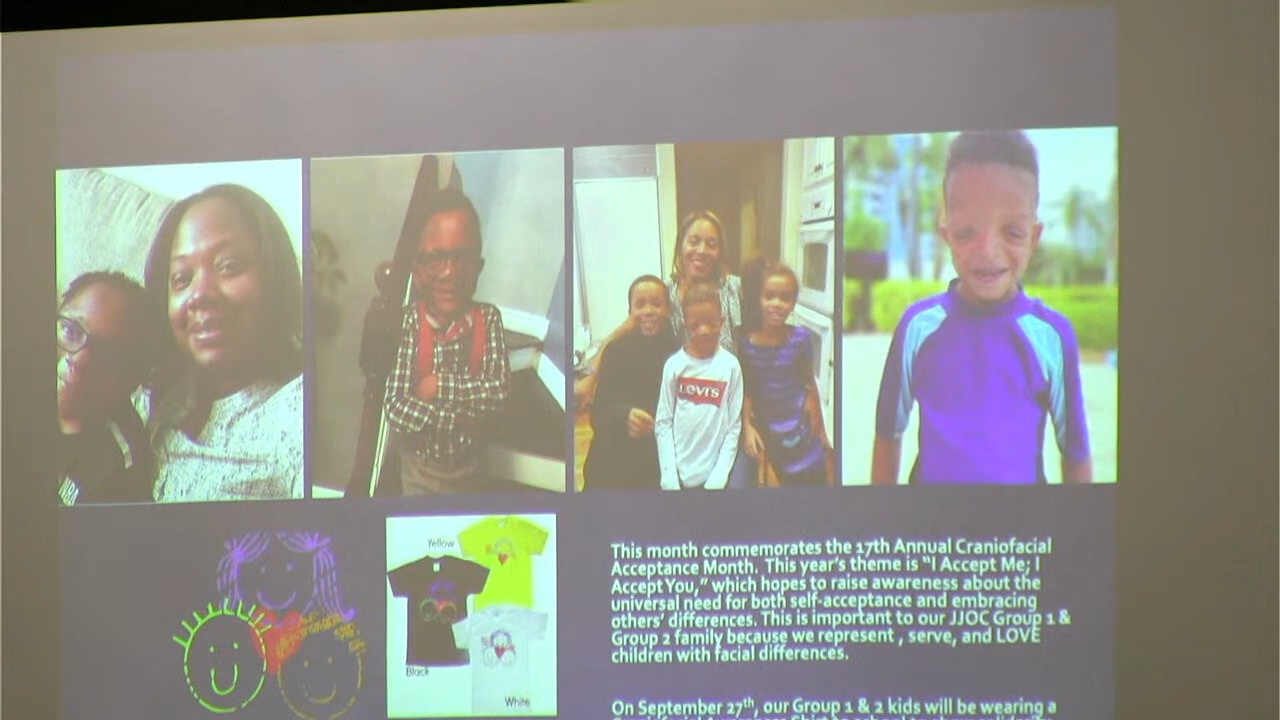 LEVI'S
Yellow
Black
White
This month commemorates the 17th Annual Craniofacial
Acceptance Month. This year's theme is "I Accept Me; I
Accept You," which hopes to raise awareness about the
universal need for both self-acceptance and embracing
others' differences. This is important to our JJOC Group 1 &
Group 2 family because we represent , serve, and LOVE
children with facial differences.
On September 27th, our Group 1 & 2 kids will be wearing a